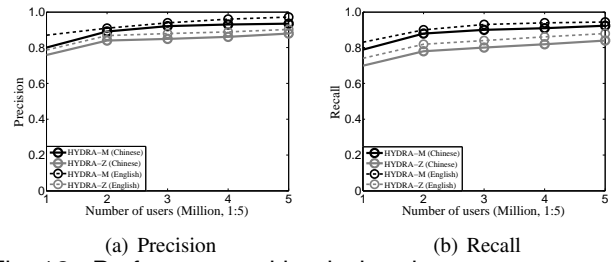 1.0
0.8
0.6
0.4
0.2
0
Precision
HYDRA−M (Chinese)
HYDRA−Z (Chinese)
HYDRA−M (English)
HYDRA−Z (English)
1 2 3 4 5
Number of users (Million, 1:5)
(a) Precision
1.0
0.8
0.6
0.4
0.2
0
Recall
HYDRA−M (Chinese)
HYDRA−Z (Chinese)
HYDRA−M (English)
HYDRA−Z (English)
1 2 3 4 5
Number of users (Million, 1:5)
(b) Recall